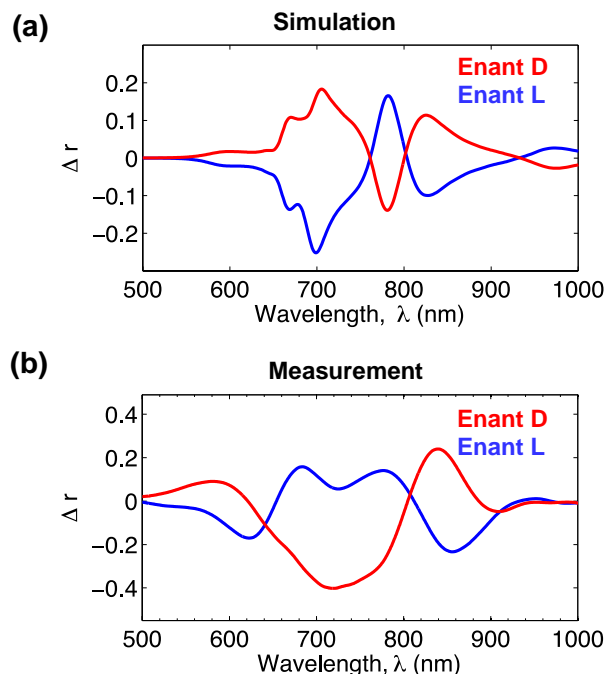 (a)
Simulation
Enant D
Enant L
0.2
0.1
0
−0.1
−0.2
Δ r
500 600 700 800 900 1000
Wavelength, λ (nm)
(b)
Measurement
Enant D
Enant L
0.4
0.2
0
−0.2
−0.4
Δ r
500 600 700 800 900 1000
Wavelength, λ (nm)